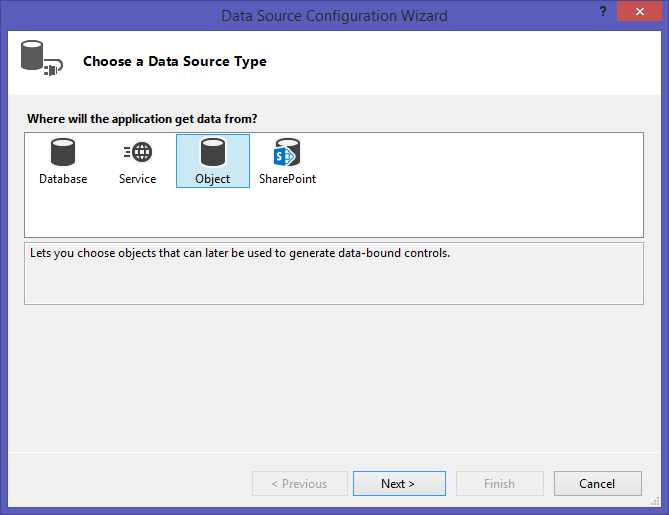 Data Source Configuration Wizard
?
Choose a Data Source Type
Where will the application get data from?
Database
Service
Object
S
SharePoint
Lets you choose objects that can later be used to generate data-bound controls.
< Previous
Next >
Finish
Cancel